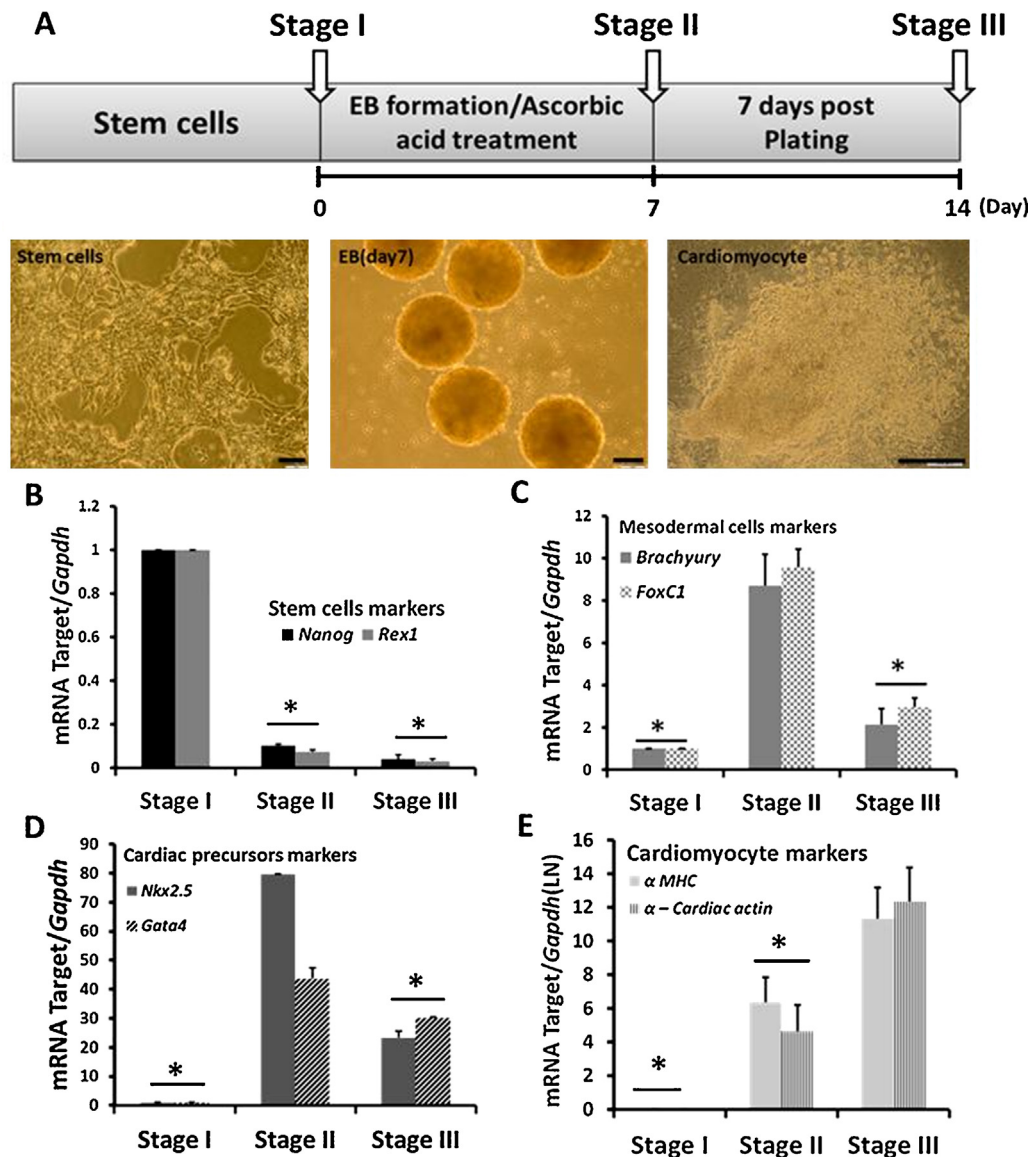 A
Stage I
Stage II
Stage III
Stem cells
EB formation/Ascorbic
acid treatment
7 days post
Plating
0
7
14 (Day)
Stem cells
EB(day7)
Cardiomyocyte
B
mRNA Target/Gapdh
1.2
1
0.8
0.6
0.4
0.2
0
Stem cells markers
Nanog
Rex1
*
*
Stage I
Stage II
Stage III
C
mRNA Target/Gapdh
12
10
8
6
4
2
0
Mesodermal cells markers
Brachyury
FoxC1
*
*
Stage I
Stage II
Stage III
D
mRNA Target/Gapdh
90
80
70
60
50
40
30
20
10
0
Cardiac precursors markers
Nkx2.5
Gata4
*
*
Stage I
Stage II
Stage III
E
mRNA Target/Gapdh(LN)
16
14
12
10
8
6
4
2
0
Cardiomyocyte markers
α MHC
α – Cardiac actin
*
*
Stage I
Stage II
Stage III